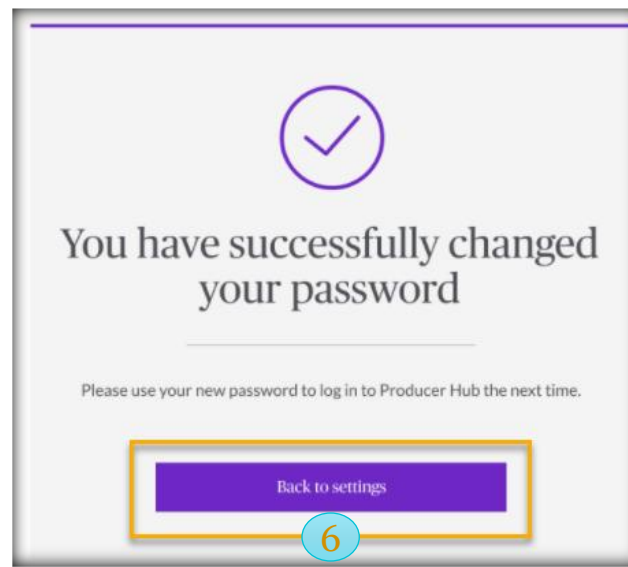 You have successfully changed
your password
Please use your new password to log in to Producer Hub the next time.
Back to settings
6